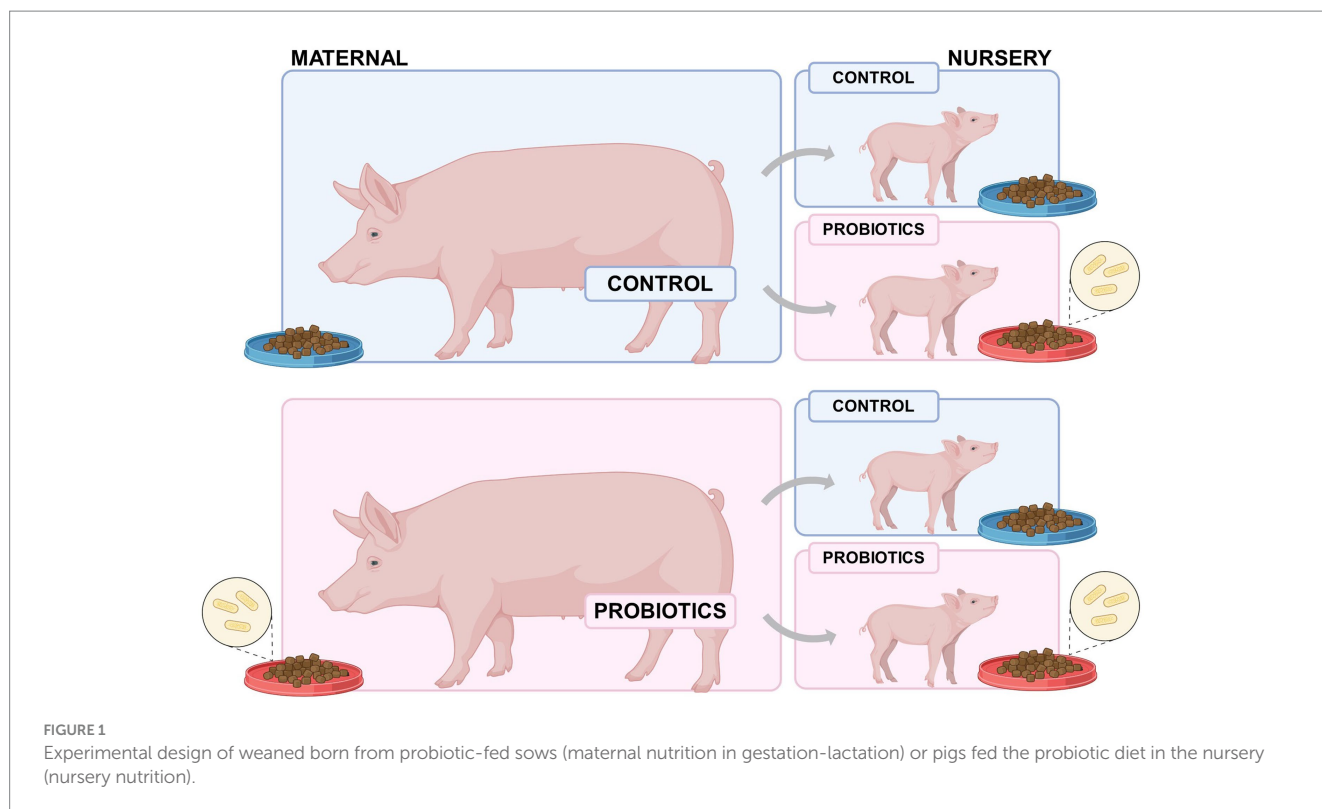 MATERNAL
NURSERY
CONTROL
CONTROL
PROBIOTICS
CONTROL
PROBIOTICS
PROBIOTICS
FIGURE 1
Experimental design of weaned born from probiotic-fed sows (maternal nutrition in gestation-lactation) or pigs fed the probiotic diet in the nursery
(nursery nutrition).